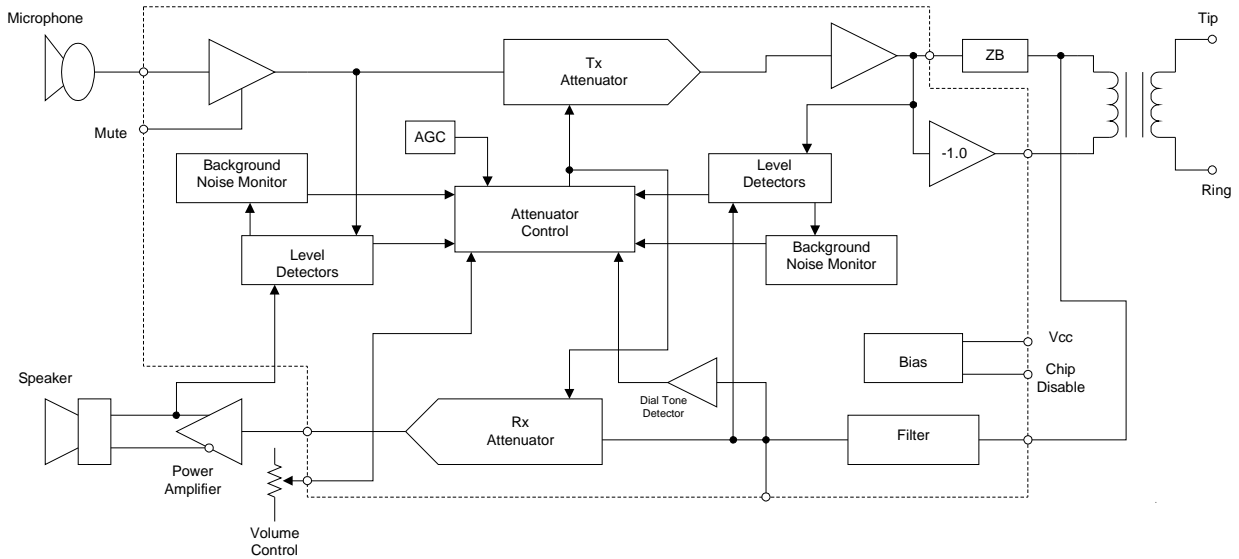 Microphone
Tip
Tx
Attenuator
ZB
Mute
AGC
-1.0
Background
Noise Monitor
Level
Detectors
Attenuator
Control
Ring
Level
Detectors
Background
Noise Monitor
Vcc
Bias
Chip
Disable
Speaker
Dial Tone
Detector
Rx
Attenuator
Filter
Power
Amplifier
Volume
Control